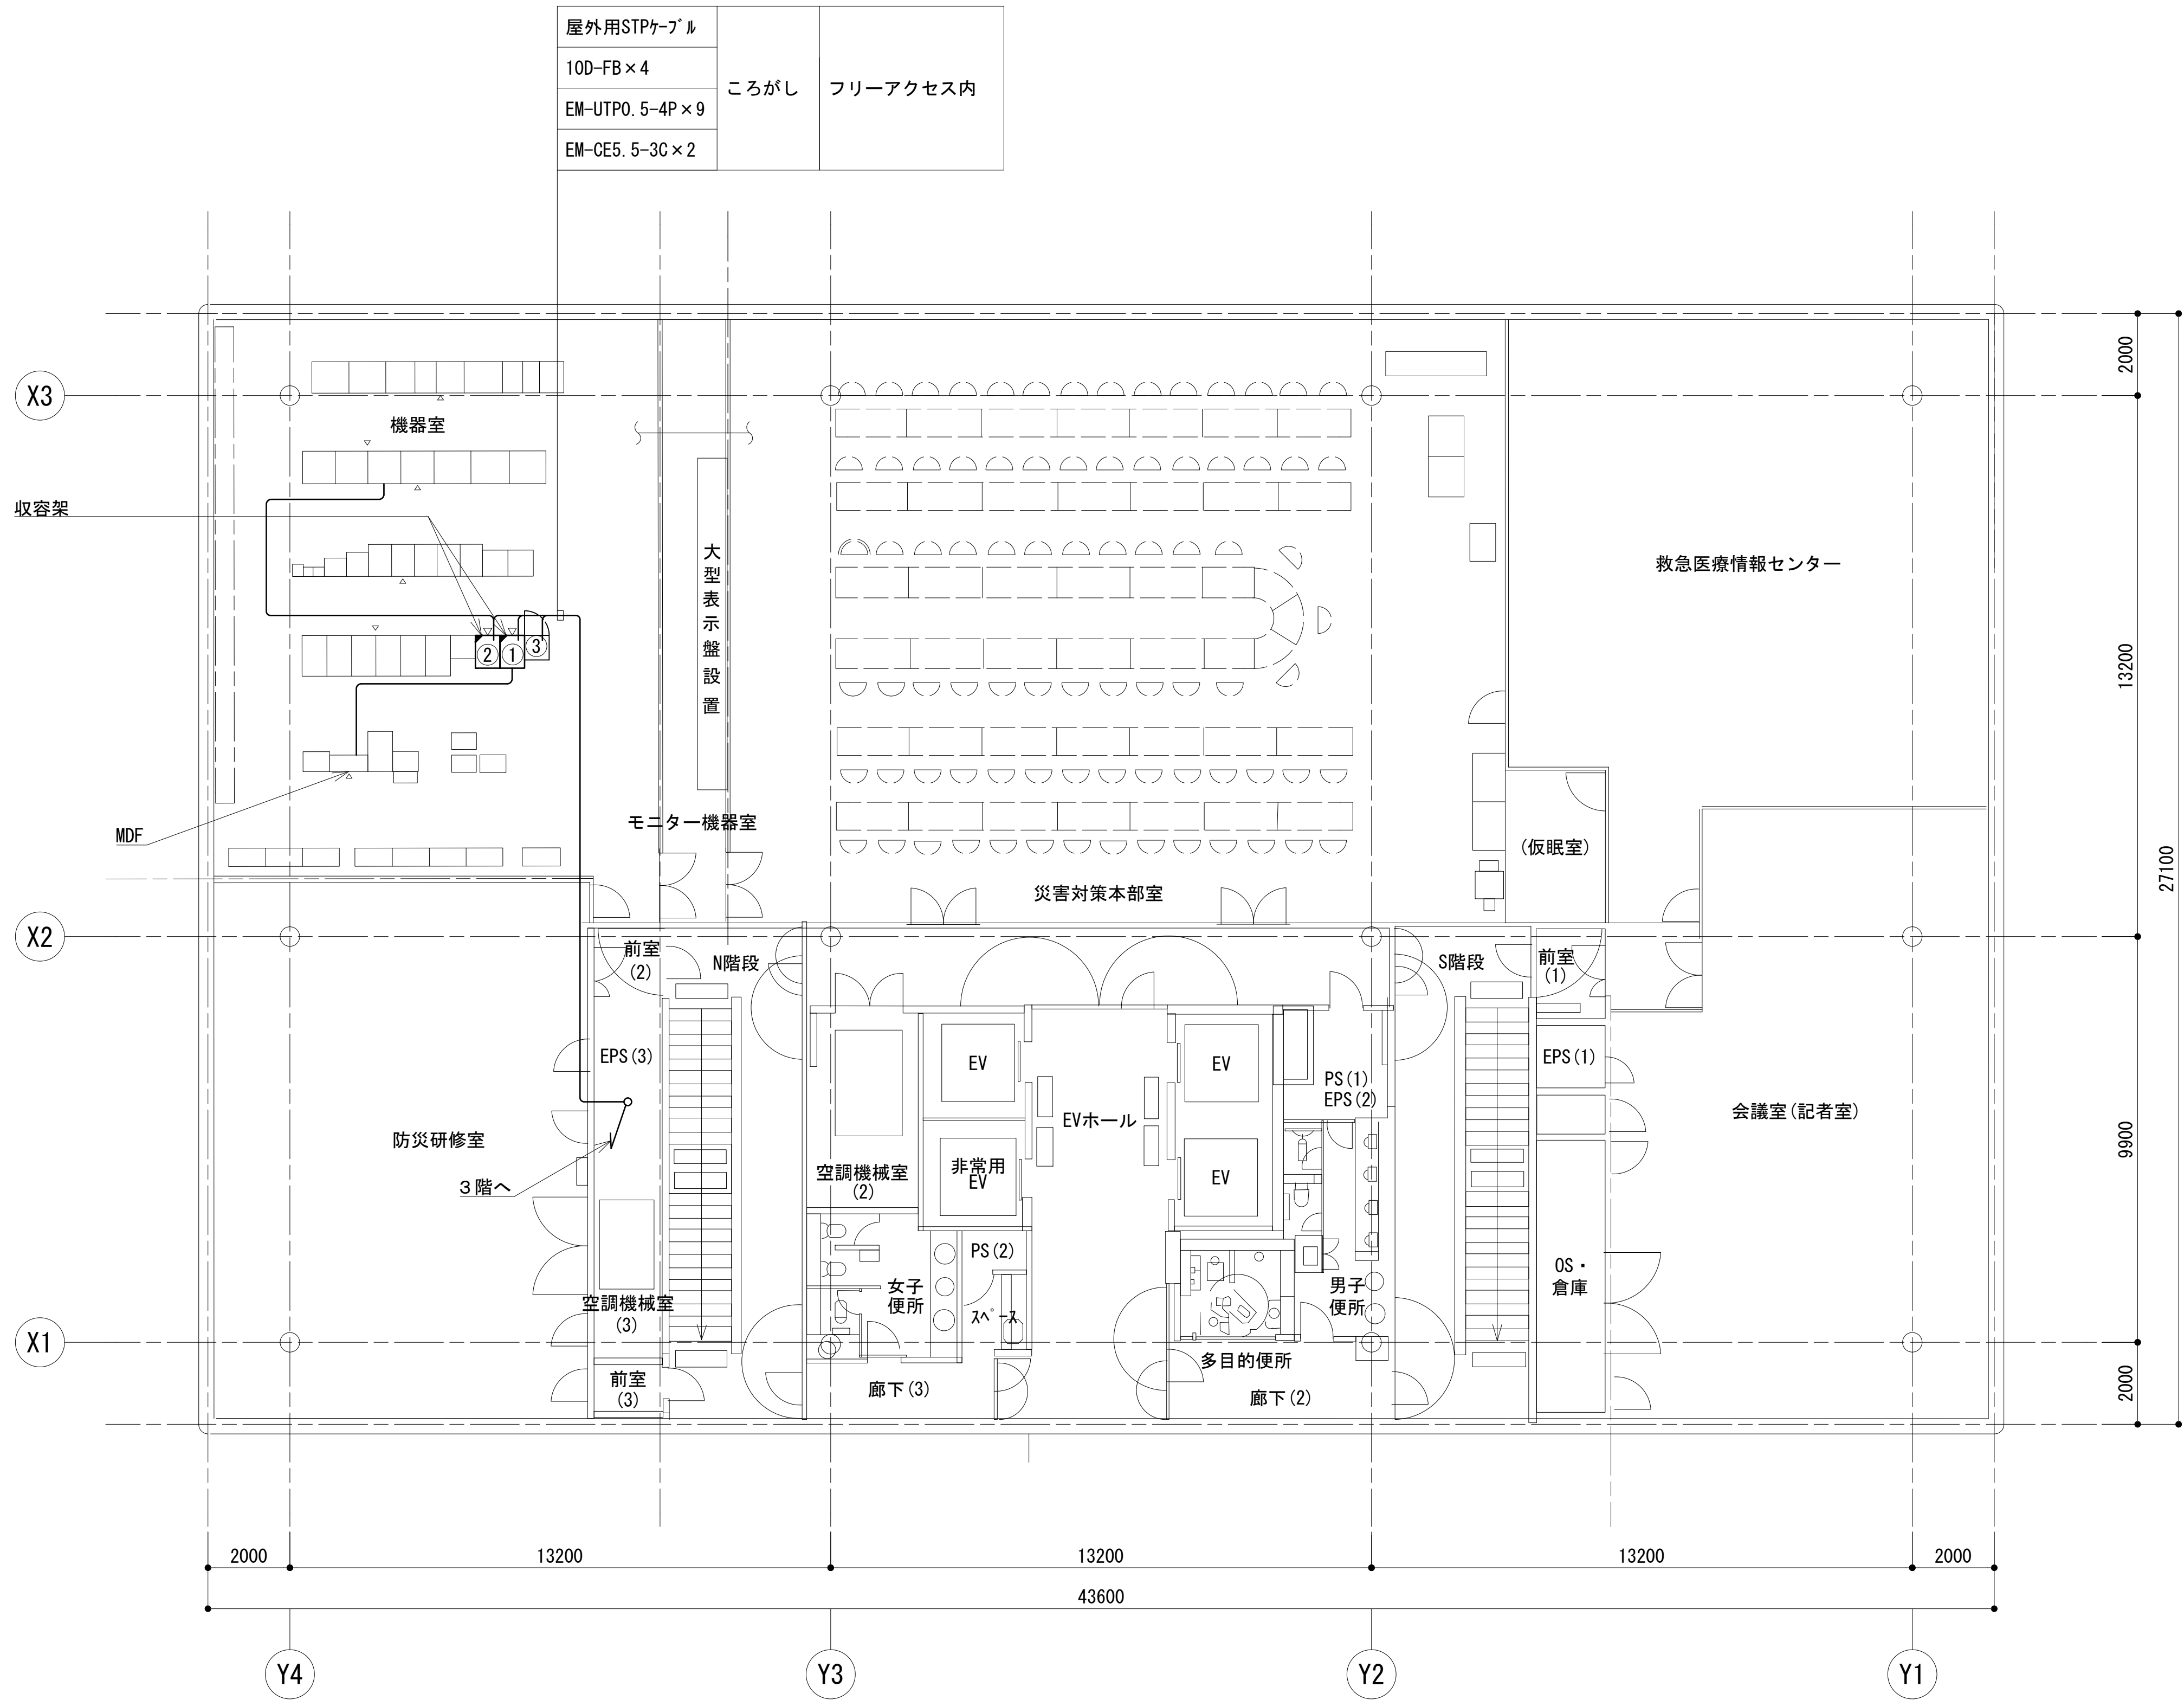 屋外用STPｹｰﾌﾞﾙ
10D-FB×4
EM-UTP0.5-4P×9
EM-CE5.5-3C×2
ころがし
フリーアクセス内
2000
X3
機器室
収容架
大型表示盤設置
救急医療情報センター
13200
2
1
3
27100
モニター機器室
MDF
(仮眠室)
災害対策本部室
X2
前室
(2)
N階段
S階段
前室
(1)
EPS(3)
EV
EV
EPS(1)
PS(1)
EPS(2)
EVホール
会議室(記者室)
9900
防災研修室
空調機械室
(2)
非常用
EV
EV
３階へ
PS(2)
OS・
倉庫
女子
便所
男子
便所
空調機械室
(3)
ｽﾍﾟｰｽ
X1
多目的便所
前室
(3)
廊下(3)
廊下(2)
2000
2000
13200
13200
13200
2000
43600
Y4
Y3
Y2
Y1